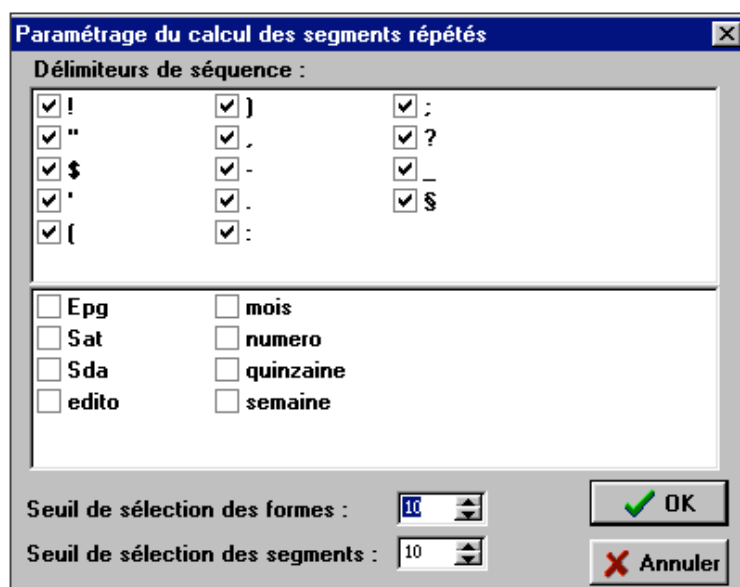 Paramétrage du calcul des segments répétés
Délimiteurs de séquence :
! ) ;
" , ?
$ - _
' . §
( :
Epg mois
Sat numero
Sda quinzaine
edito semaine
Seuil de sélection des formes : 10
OK
Seuil de sélection des segments : 10
Annuler